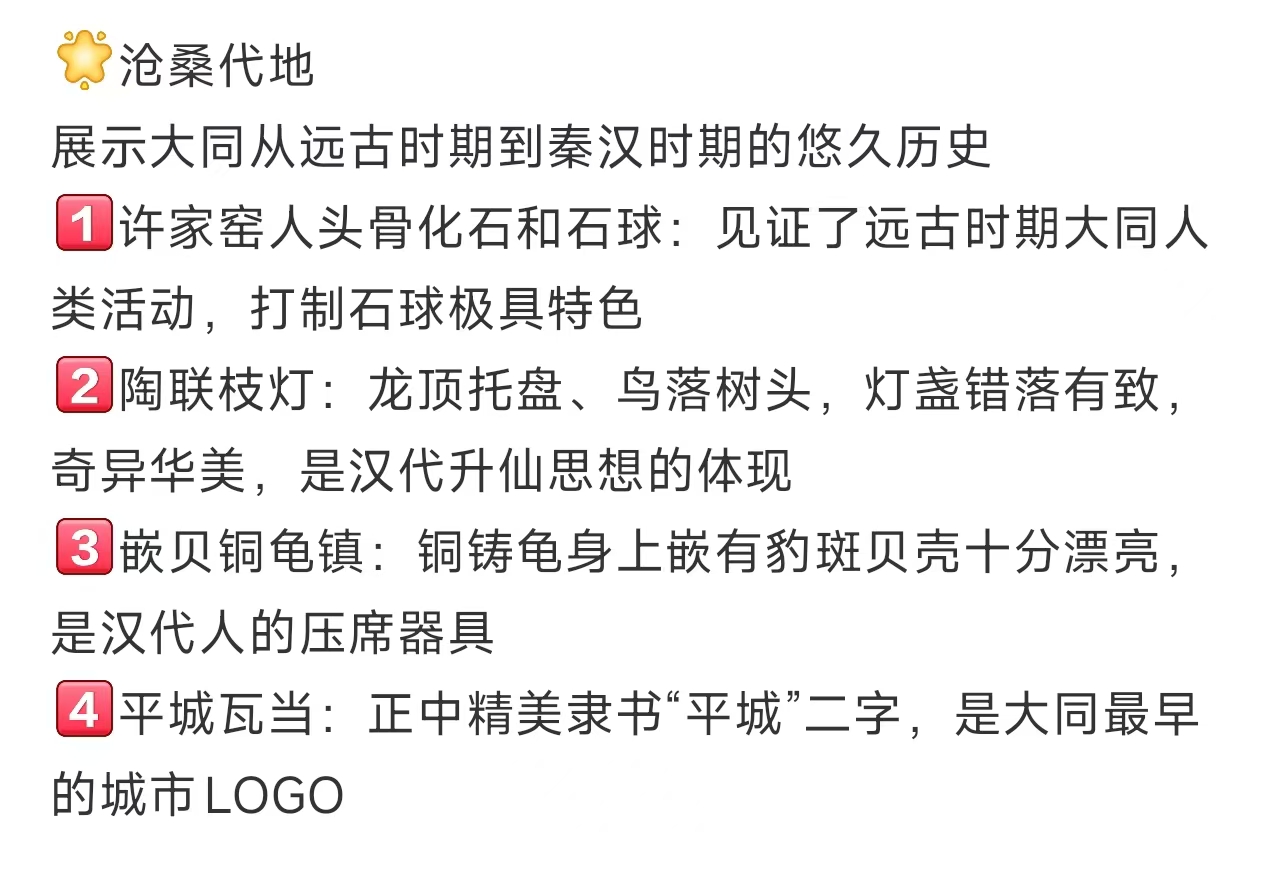 🌟沧桑代地
展示大同从远古时期到秦汉时期的悠久历史
1️⃣许家窑人头骨化石和石球：见证了远古时期大同人
类活动，打制石球极具特色
2️⃣陶联枝灯：龙顶托盘、鸟落树头，灯盏错落有致，
奇异华美，是汉代升仙思想的体现
3️⃣嵌贝铜龟镇：铜铸龟身上嵌有豹斑贝壳十分漂亮，
是汉代人的压席器具
4️⃣平城瓦当：正中精美隶书“平城”二字，是大同最早
的城市LOGO